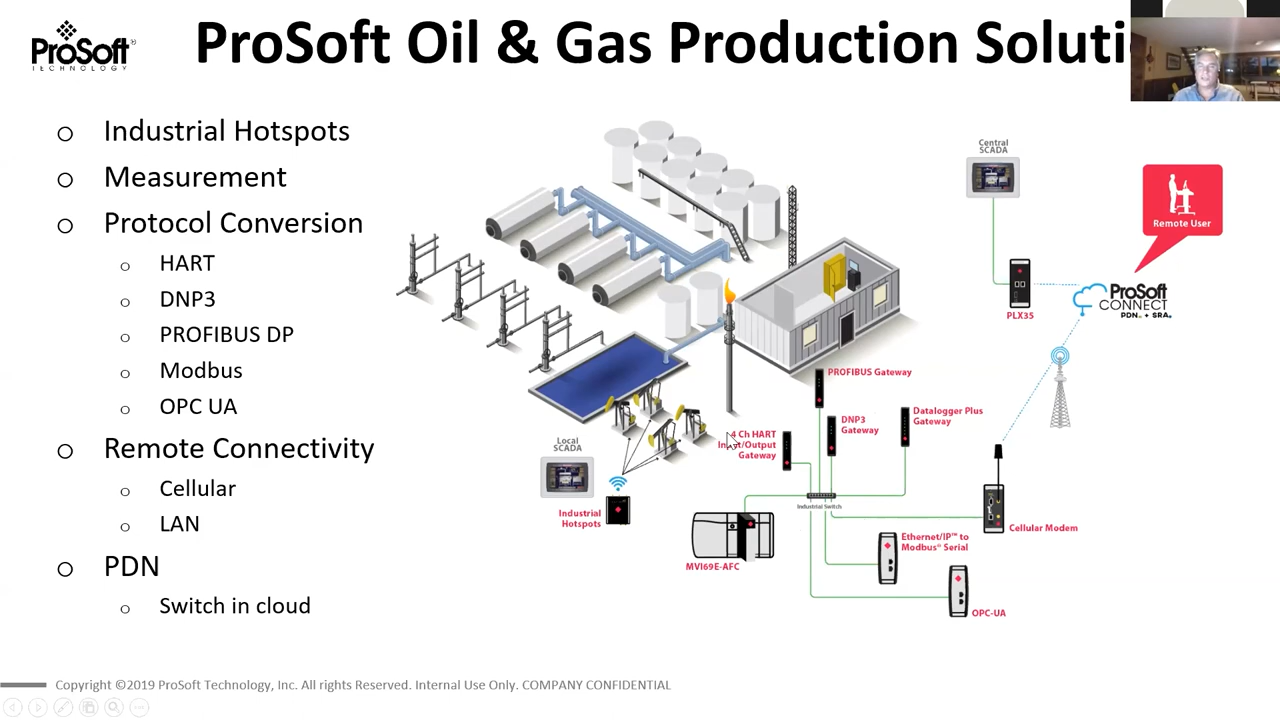 ProSoft
TECHNOLOGY
ProSoft Oil & Gas Production Soluti
Industrial Hotspots
Measurement
Protocol Conversion
HART
DNP3
PROFIBUS DP
Modbus
OPC UA
Remote Connectivity
Cellular
LAN
PDN
Switch in cloud
Central
SCADA
Remote User
ProSoft
CONNECT
PDN. + SRA.
PLX35
PROFIBUS Gateway
DNP3
Gateway
Datalogger Plus
Gateway
4 Ch HART
Input/Output
Gateway
Local
SCADA
Industrial
Hotspots
Industrial Switch
MVI69E-AFC
Cellular Modem
Ethernet/IP™ to
Modbus® Serial
OPC-UA
Copyright ©2019 ProSoft Technology, Inc. All rights Reserved. Internal Use Only. COMPANY CONFIDENTIAL